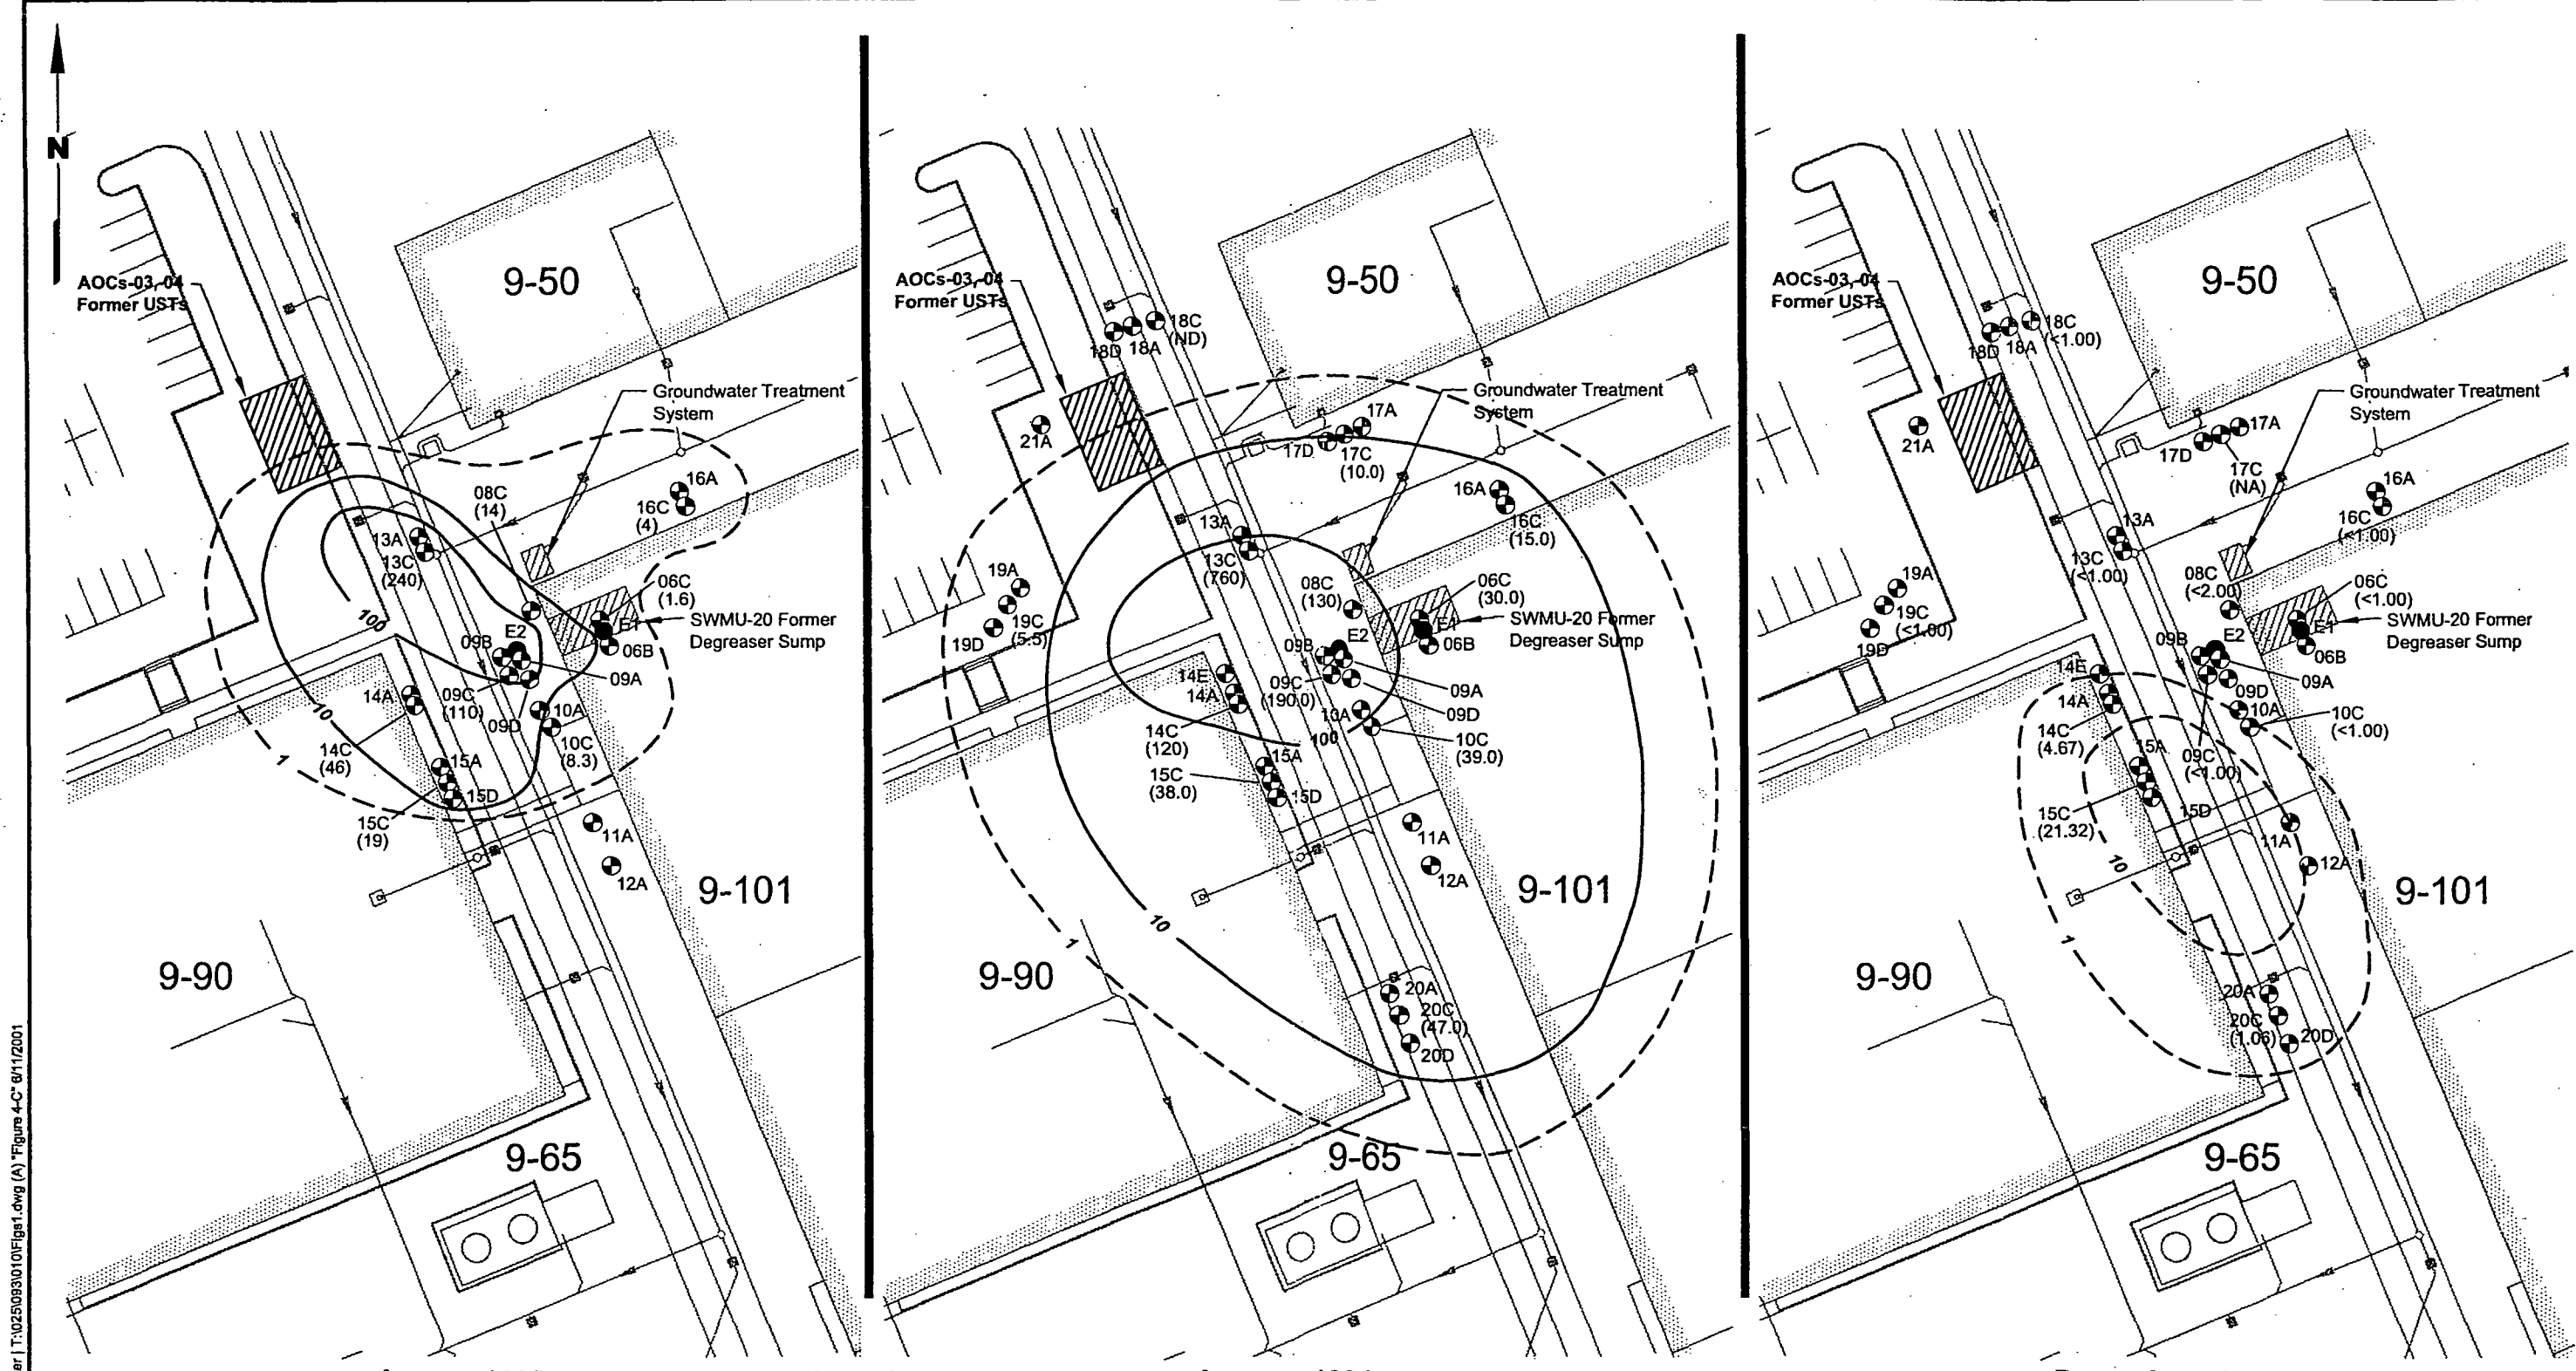 N
9-50
AOCs-03,-04
Former USTs
Groundwater Treatment
System
08C
(14)
16A
16C
(4)
13A
13C
(240)
06C
(1.6)
SWMU-20 Former
Degreaser Sump
100
09B
E2
E1
06B
09A
14A
09C
(110)
09D
10A
10
14C
(46)
10C
(8.3)
1
15A
15D
15C
(19)
11A
12A
9-101
9-90
9-65
9-50
AOCs-03,-04
Former USTs
18C
(ND)
18D
18A
Groundwater Treatment
System
21A
17A
17D
17C
(10.0)
16A
16C
(15.0)
13A
13C
(760)
19A
19C
(5.5)
19D
08C
(130)
06C
(30.0)
SWMU-20 Former
Degreaser Sump
09B
E2
E1
06B
14E
14A
09C
(190.0)
09A
09D
10A
14C
(120)
100
10C
(39.0)
15A
15C
(38.0)
15D
11A
12A
9-101
10
1
9-90
20A
20C
(47.0)
20D
9-65
9-50
AOCs-03,-04
Former USTs
18C
(<1.00)
18D
18A
Groundwater Treatment
System
21A
17A
17D
17C
(NA)
16A
16C
(<1.00)
13A
13C
(<1.00)
19A
19C
(<1.00)
19D
08C
(<2.00)
06C
(<1.00)
SWMU-20 Former
Degreaser Sump
09B
E2
E1
06B
14E
14A
09A
09D
10A
14C
(4.67)
10C
(<1.00)
15A
09C
(<1.00)
15C
(21.32)
15D
11A
12A
10
9-101
1
9-90
20A
20C
(1.06)
20D
9-65
T:\025\093\010\Figs1.dwg (A) "Figure 4-C" 6/11/2001